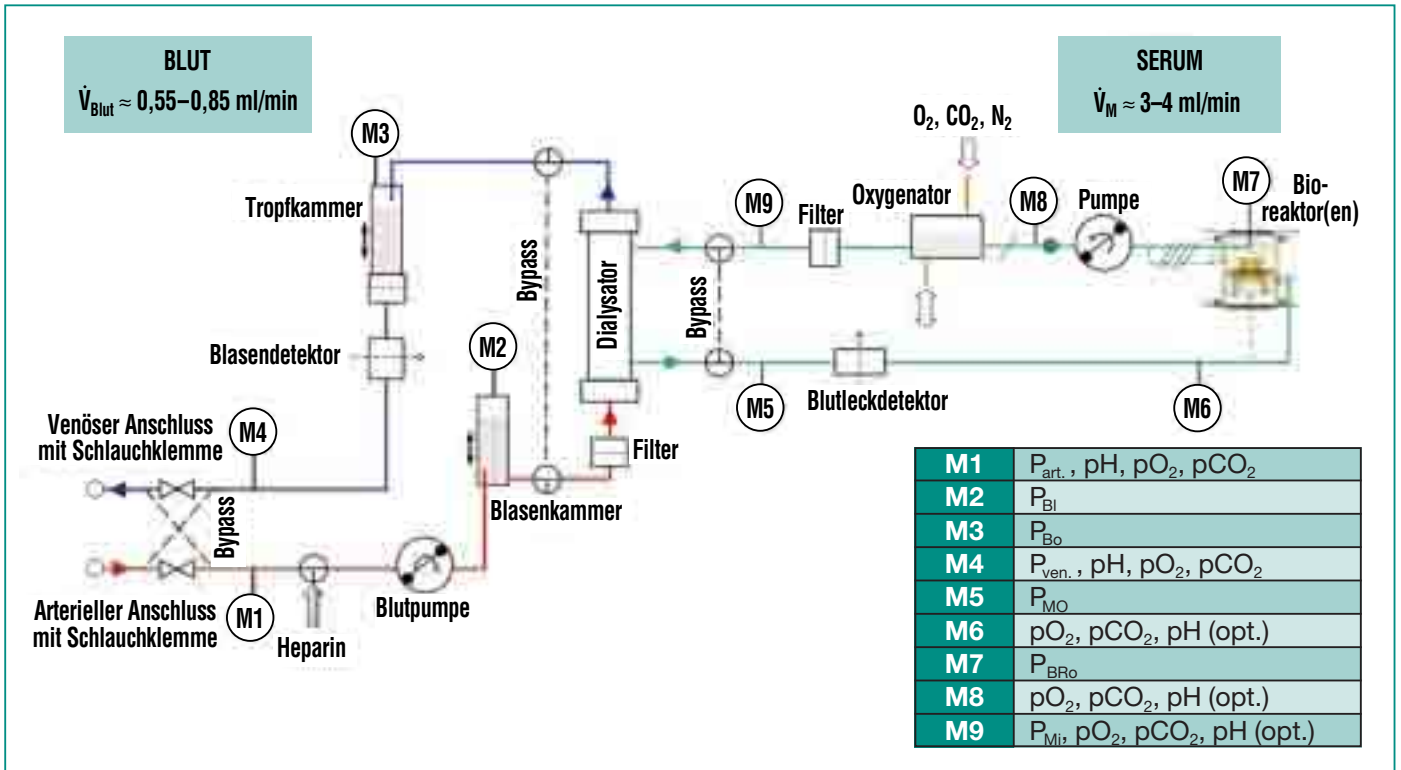 BLUT
V̇Blut ≈ 0,55–0,85 ml/min
SERUM
V̇M ≈ 3–4 ml/min
O2, CO2, N2
M3
Tropfkammer
Bypass
M9
Filter
Oxygenator
M8
Pumpe
M7
Bio-
reaktor(en)
Dialysator
Bypass
Blasendetektor
M2
M5
Blutleckdetektor
M6
Venöser Anschluss
mit Schlauchklemme
M4
Filter
Blasenkammer
Bypass
Arterieller Anschluss
mit Schlauchklemme
M1
Heparin
Blutpumpe
M1 Part. , pH, pO2, pCO2
M2 PBl
M3 PBo
M4 Pven. , pH, pO2, pCO2
M5 PMO
M6 pO2, pCO2, pH (opt.)
M7 PBRo
M8 pO2, pCO2, pH (opt.)
M9 PMi, pO2, pCO2, pH (opt.)